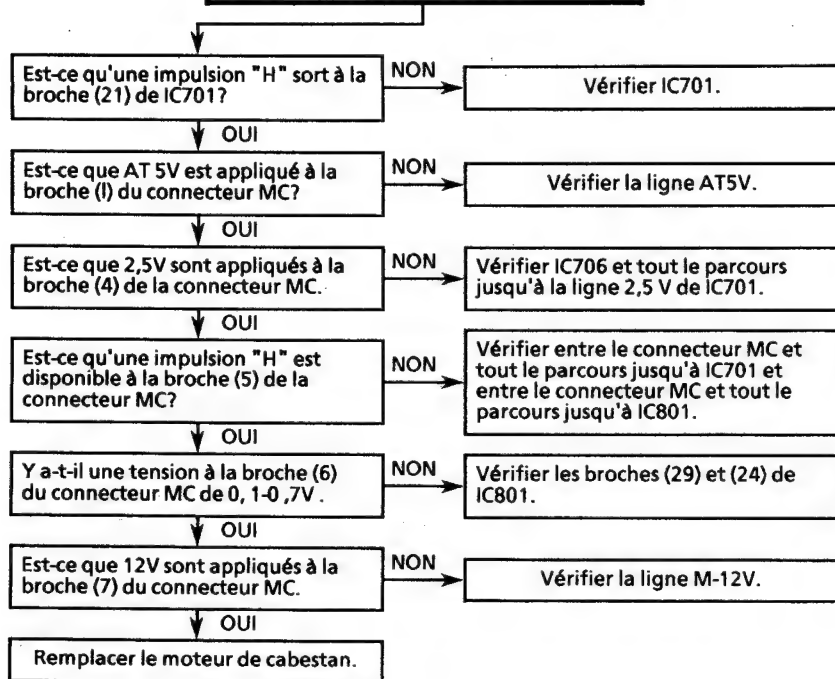 Est-ce qu'une impulsion "H" sort à la
broche (21) de IC701?
NON
Vérifier IC701.
OUI
Est-ce que AT 5V est appliqué à la
broche (I) du connecteur MC?
NON
Vérifier la ligne AT5V.
OUI
Est-ce que 2,5V sont appliqués à la
broche (4) de la connecteur MC.
NON
Vérifier IC706 et tout le parcours
jusqu'à la ligne 2,5 V de IC701.
OUI
Est-ce qu'une impulsion "H" est
disponible à la broche (5) de la
connecteur MC?
NON
Vérifier entre le connecteur MC et
tout le parcours jusqu'à IC701 et
entre le connecteur MC et tout le
parcours jusqu'à IC801.
OUI
Y a-t-il une tension à la broche (6)
du connecteur MC de 0, 1-0 ,7V .
NON
Vérifier les broches (29) et (24) de
IC801.
OUI
Est-ce que 12V sont appliqués à la
broche (7) du connecteur MC.
NON
Vérifier la ligne M-12V.
OUI
Remplacer le moteur de cabestan.